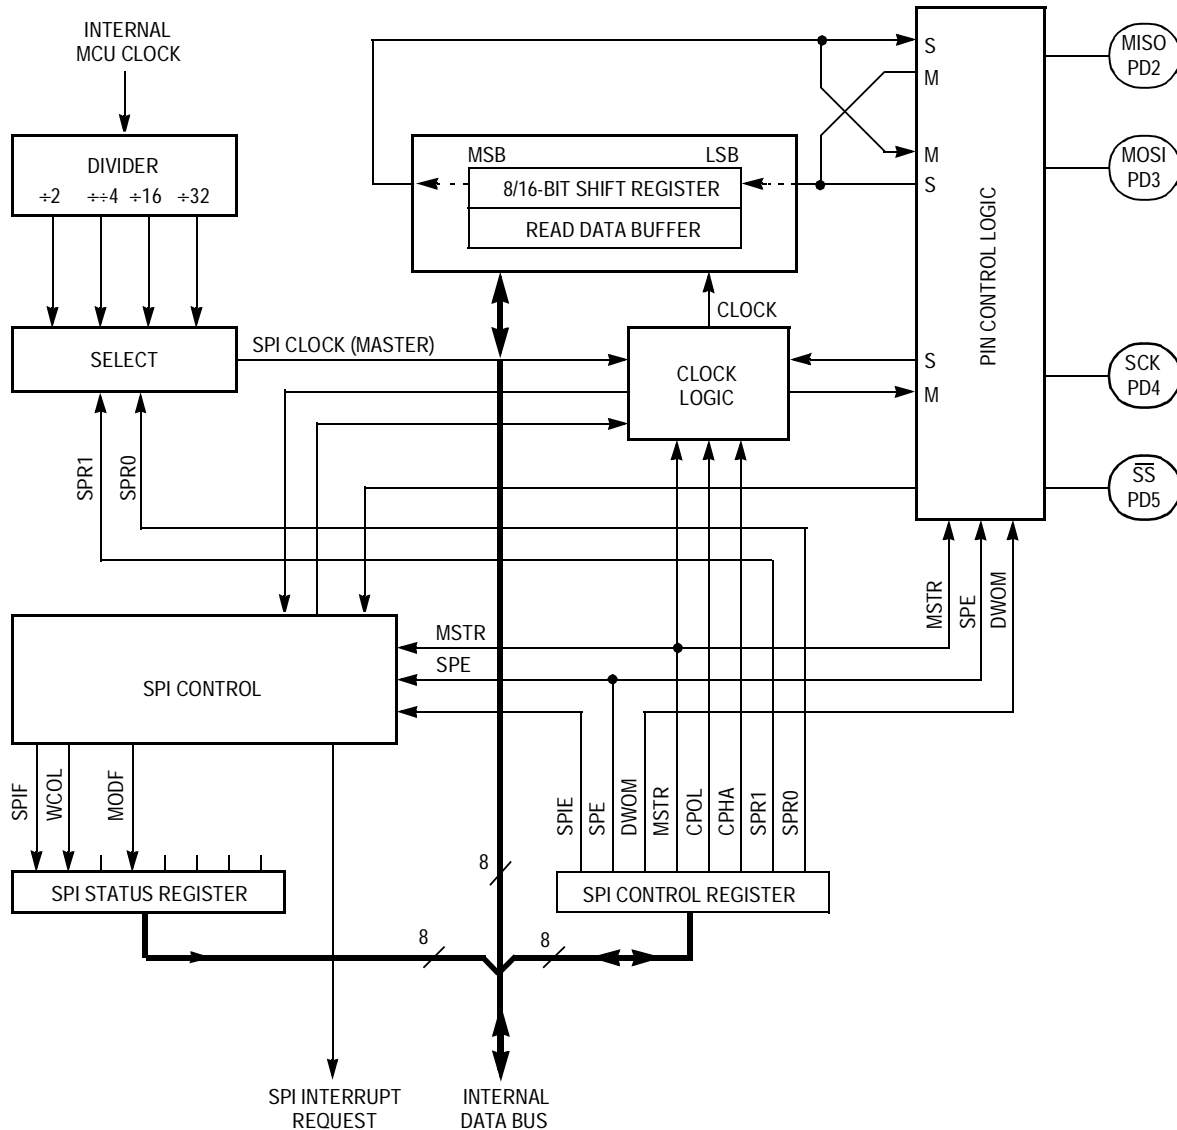 INTERNAL
MCU CLOCK
DIVIDER
÷2 ÷÷4 ÷16 ÷32
SELECT
SPI CLOCK (MASTER)
SPR1
SPR0
MSB LSB
8/16-BIT SHIFT REGISTER
READ DATA BUFFER
CLOCK
CLOCK
LOGIC
S
M
M
S
S
M
PIN CONTROL LOGIC
MISO
PD2
MOSI
PD3
SCK
PD4
SS
PD5
MSTR
SPE
DWOM
MSTR
SPE
SPI CONTROL
SPIF
WCOL
MODF
SPI STATUS REGISTER
SPIE
SPE
DWOM
MSTR
CPOL
CPHA
SPR1
SPR0
SPI CONTROL REGISTER
8
8
8
SPI INTERRUPT
REQUEST
INTERNAL
DATA BUS